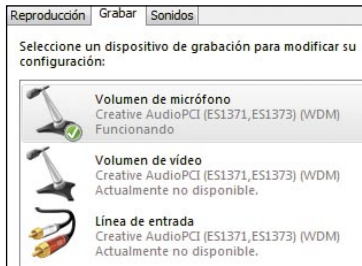 Reproducción Grabar Sonidos
Seleccione un dispositivo de grabación para modificar su
configuración:
Volumen de micrófono
Creative AudioPCI (ES1371,ES1373) (WDM)
Funcionando
Volumen de vídeo
Creative AudioPCI (ES1371,ES1373) (WDM)
Actualmente no disponible.
Línea de entrada
Creative AudioPCI (ES1371,ES1373) (WDM)
Actualmente no disponible.